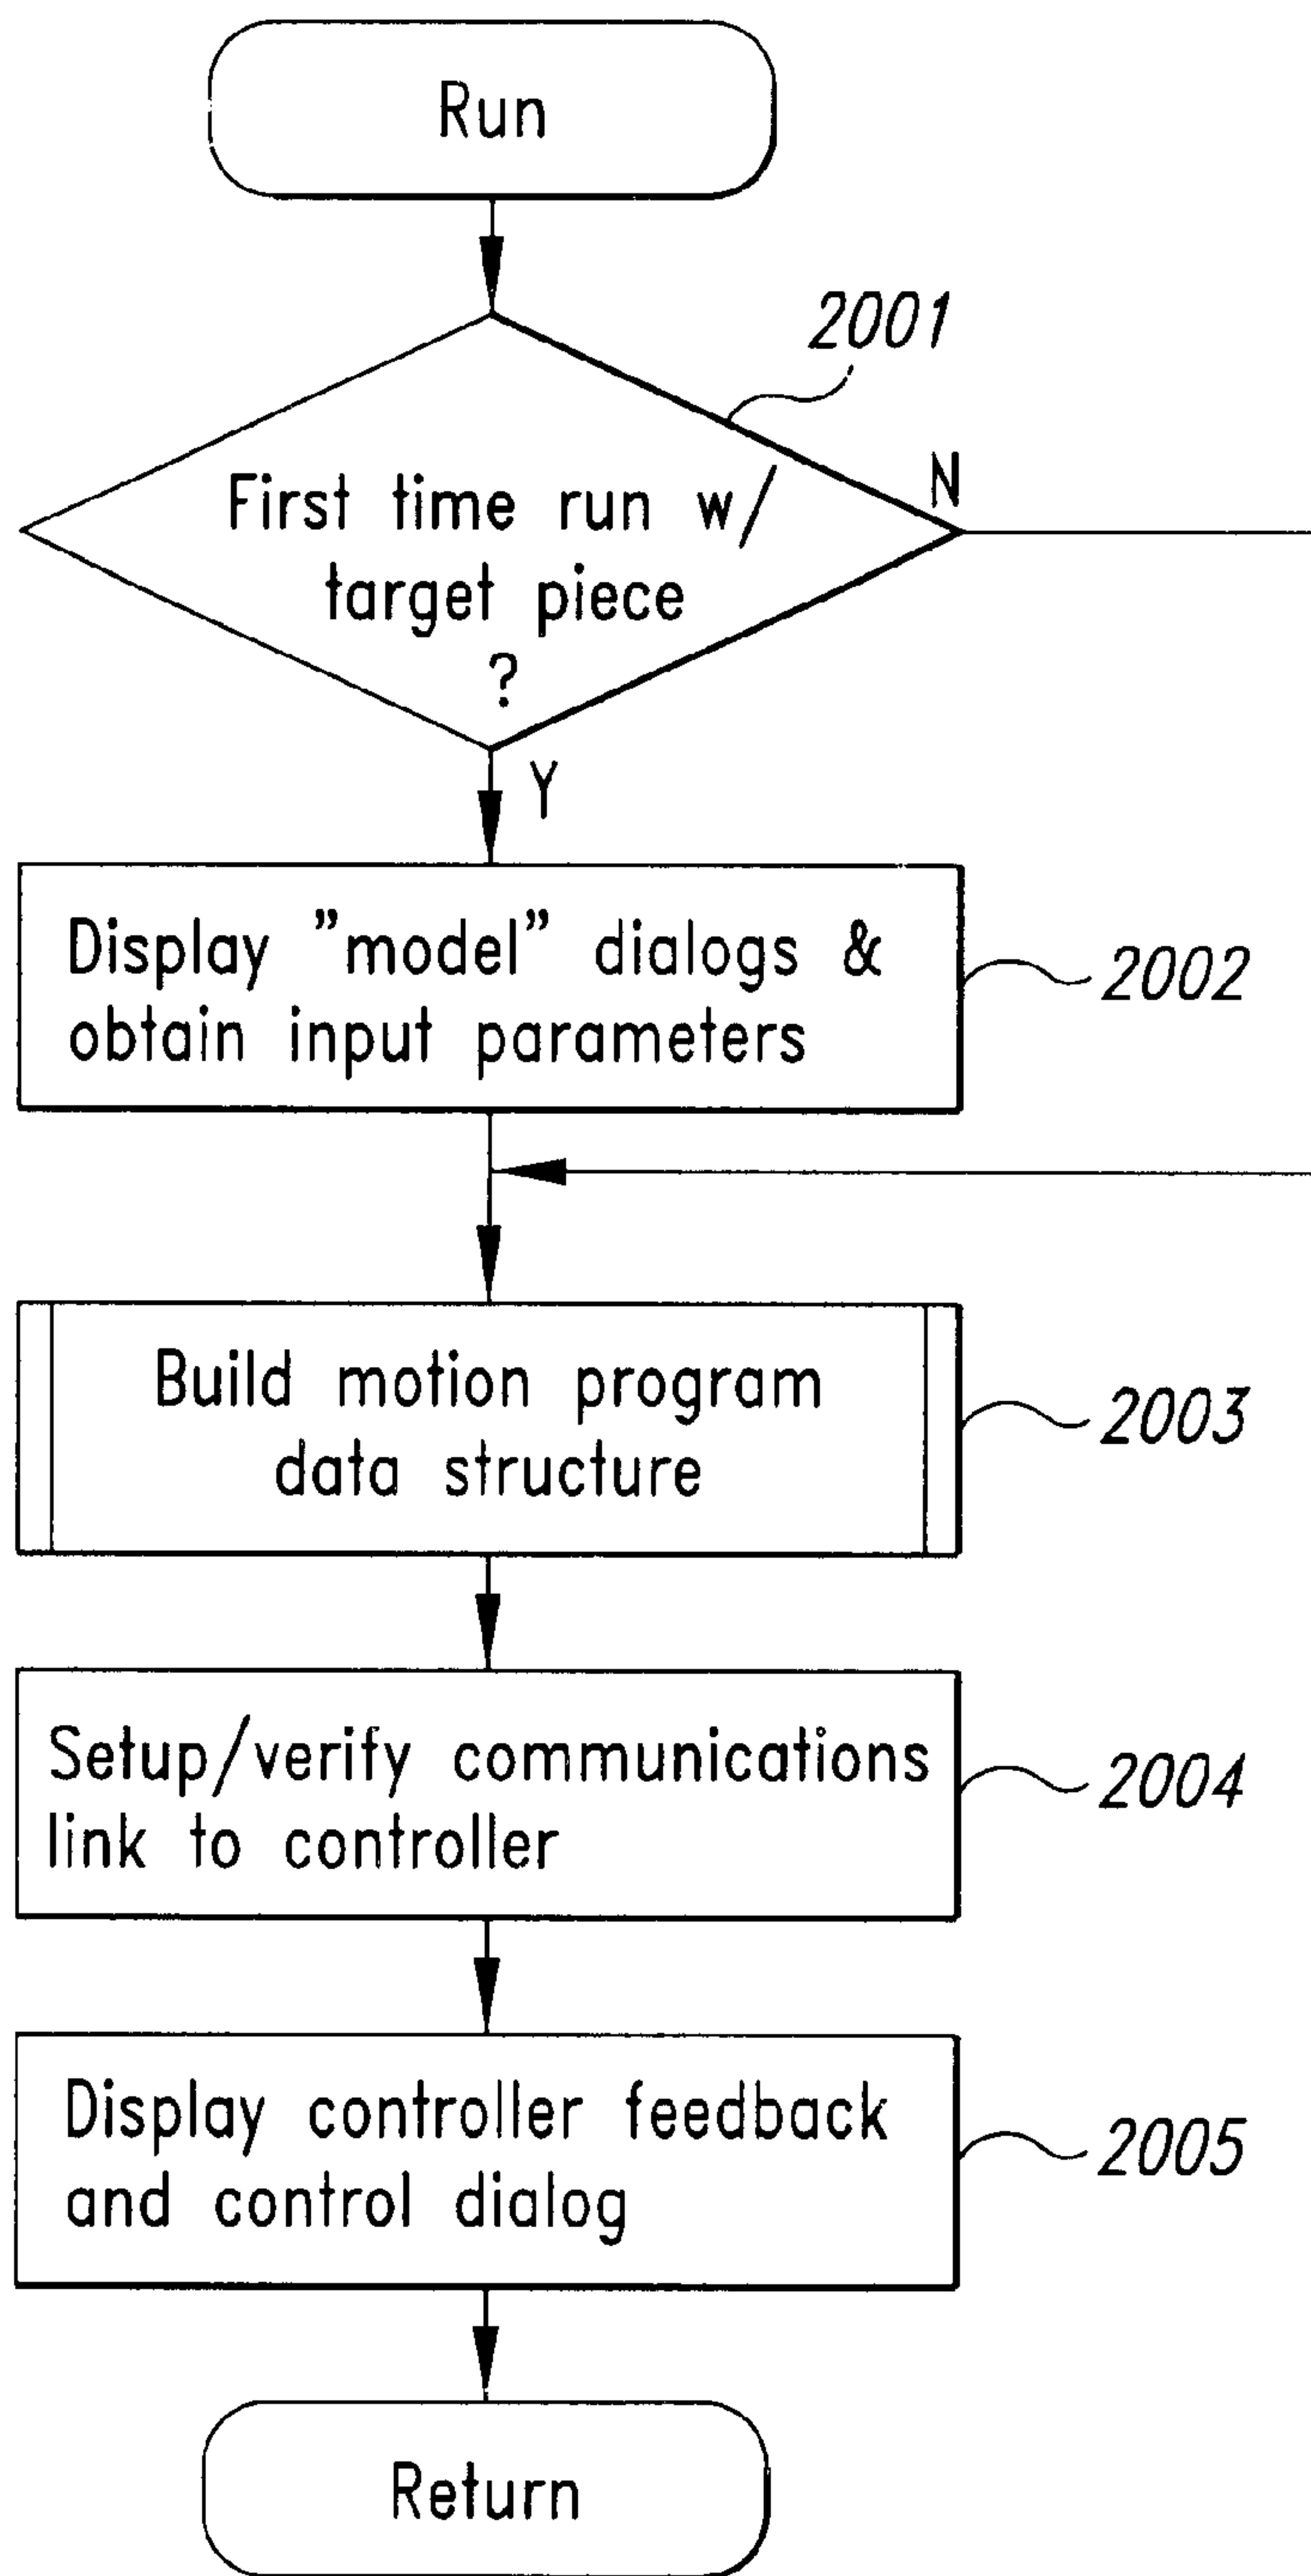 Run
2001
First time run w/
target piece
?
N
Y
Display "model" dialogs &
obtain input parameters
2002
Build motion program
data structure
2003
Setup/verify communications
link to controller
2004
Display controller feedback
and control dialog
2005
Return